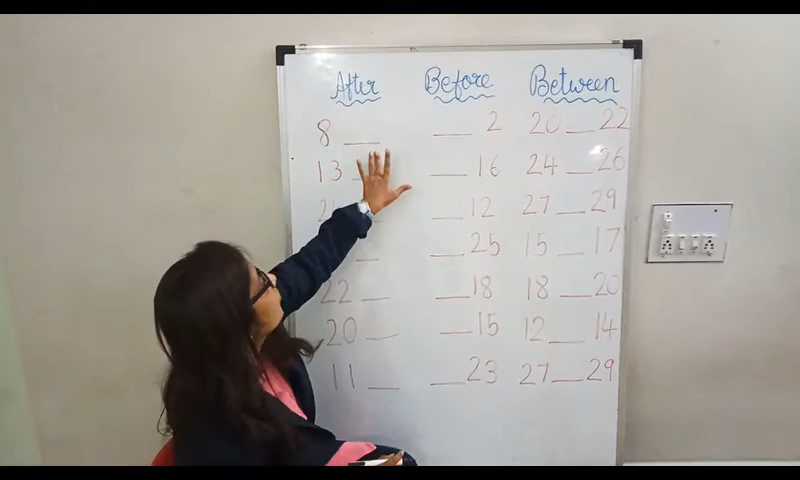 After Before Between
8 __ __ 2 20 __ 22
13 __ __ 16 24 __ 26
__ __ 12 27 __ 29
__ __ 25 15 __ 17
22 __ __ 18 18 __ 20
20 __ __ 15 12 __ 14
11 __ __ 23 27 __ 29